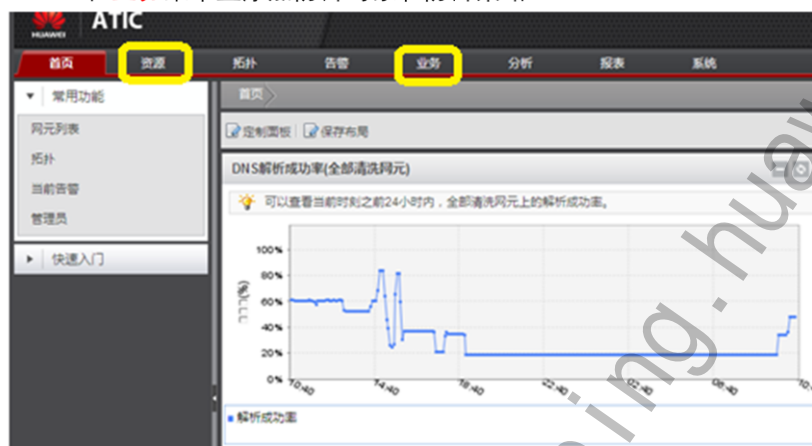 HUAWEI
ATIC
首页 资源 拓扑 告警 业务 分析 报表 系统
常用功能
首页
网元列表
定制面板 保存布局
拓扑
DNS解析成功率(全部清洗网元)
当前告警
可以查看当前时刻之前24小时内，全部清洗网元上的解析成功率。
管理员
快速入门
100%
80%
60%
40%
20%
0%
(%)
10:40 14:40 18:40 22:40 02:40 06:40 10:
解析成功率
ing.huaw